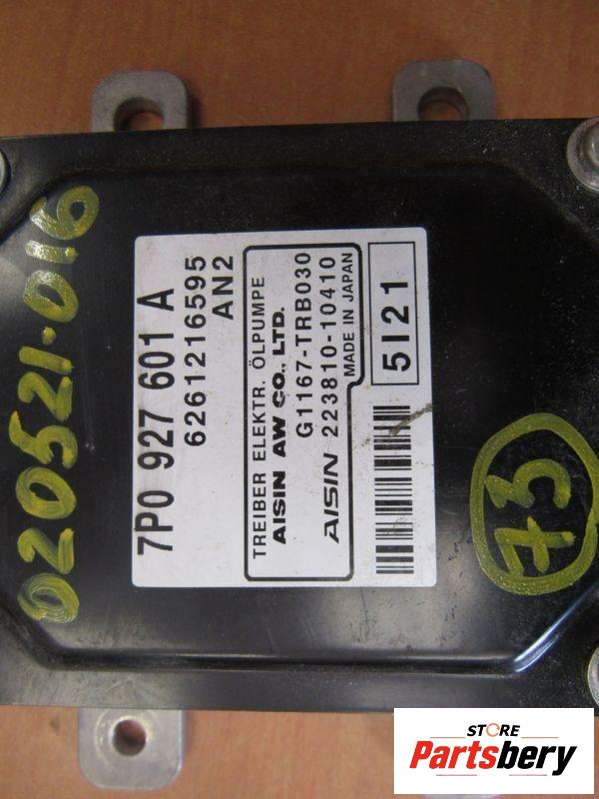 020521-016
7P0 927 601 A
6261216595
AN2
TREIBER ELEKTR. ÖLPUMPE
AISIN AW CO., LTD.
G1167-TRB030
AISIN 223810-10410
MADE IN JAPAN
5I21
73
STORE
Partsbery